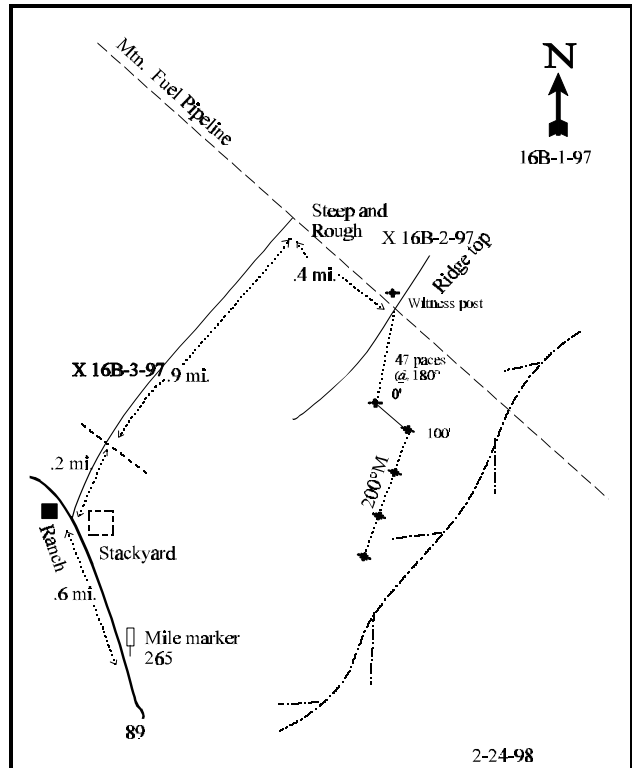 Mtn. Fuel Pipeline
N
16B-1-97
Steep and
Rough
X 16B-2-97
Ridge top
.4 mi.
Witness post
47 paces
@ 180°
0'
X 16B-3-97
.9 mi.
100'
.2 mi.
200°M
Ranch
Stackyard
.6 mi.
Mile marker
265
89
2-24-98